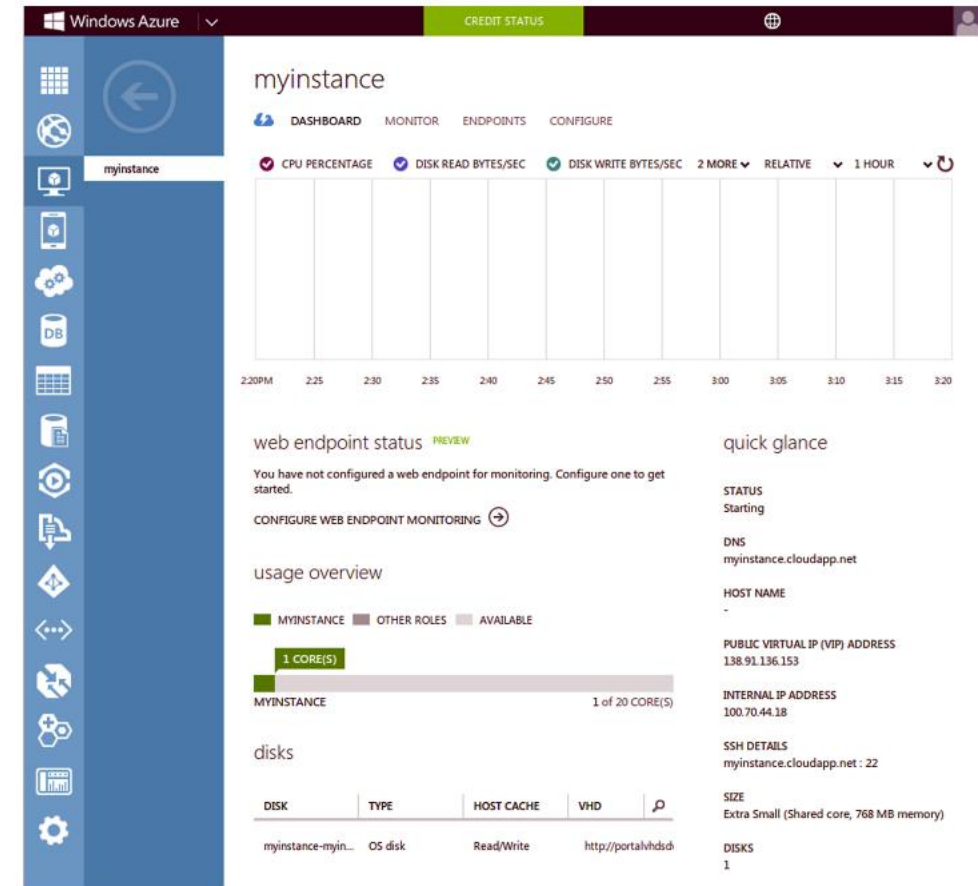 Windows Azure
CREDIT STATUS
myinstance
myinstance
DASHBOARD MONITOR ENDPOINTS CONFIGURE
CPU PERCENTAGE DISK READ BYTES/SEC DISK WRITE BYTES/SEC 2 MORE RELATIVE 1 HOUR
2:20PM 2:25 2:30 2:35 2:40 2:45 2:50 2:55 3:00 3:05 3:10 3:15 3:20
DB
web endpoint status PREVIEW
You have not configured a web endpoint for monitoring. Configure one to get
started.
CONFIGURE WEB ENDPOINT MONITORING
usage overview
MYINSTANCE OTHER ROLES AVAILABLE
1 CORE(S)
MYINSTANCE 1 of 20 CORE(S)
disks
DISK TYPE HOST CACHE VHD
myinstance-myin... OS disk Read/Write http://portalvhdsd
quick glance
STATUS
Starting
DNS
myinstance.cloudapp.net
HOST NAME
-
PUBLIC VIRTUAL IP (VIP) ADDRESS
138.91.136.153
INTERNAL IP ADDRESS
100.70.44.18
SSH DETAILS
myinstance.cloudapp.net : 22
SIZE
Extra Small (Shared core, 768 MB memory)
DISKS
1